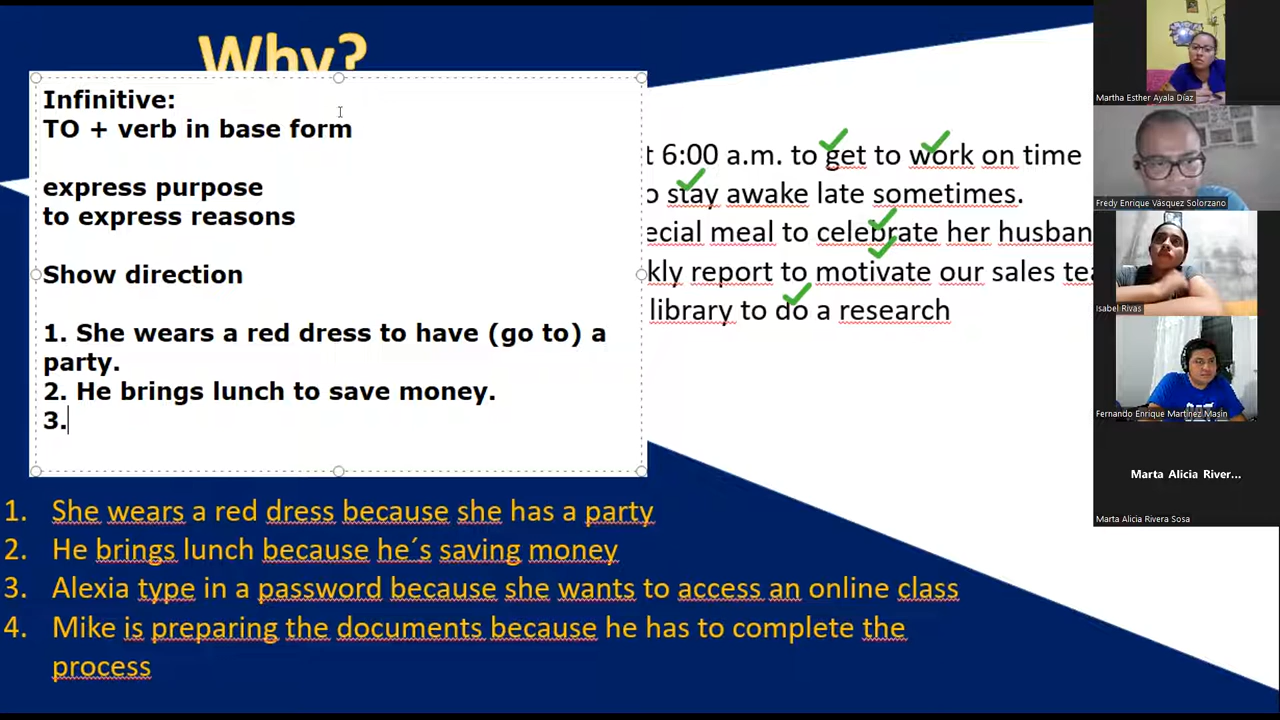 Why?
Infinitive:
TO + verb in base form
express purpose
to express reasons
Show direction
1. She wears a red dress to have (go to) a
party.
2. He brings lunch to save money.
3.
t 6:00 a.m. to get to work on time
o stay awake late sometimes.
ecial meal to celebrate her husban
kly report to motivate our sales tea
library to do a research
1. She wears a red dress because she has a party
2. He brings lunch because he´s saving money
3. Alexia type in a password because she wants to access an online class
4. Mike is preparing the documents because he has to complete the
process
Martha Esther Ayala Díaz
Fredy Enrique Vásquez Solorzano
Isabel Rivas
Fernando Enrique Martínez Masin
Marta Alicia River...
Marta Alicia Rivera Sosa